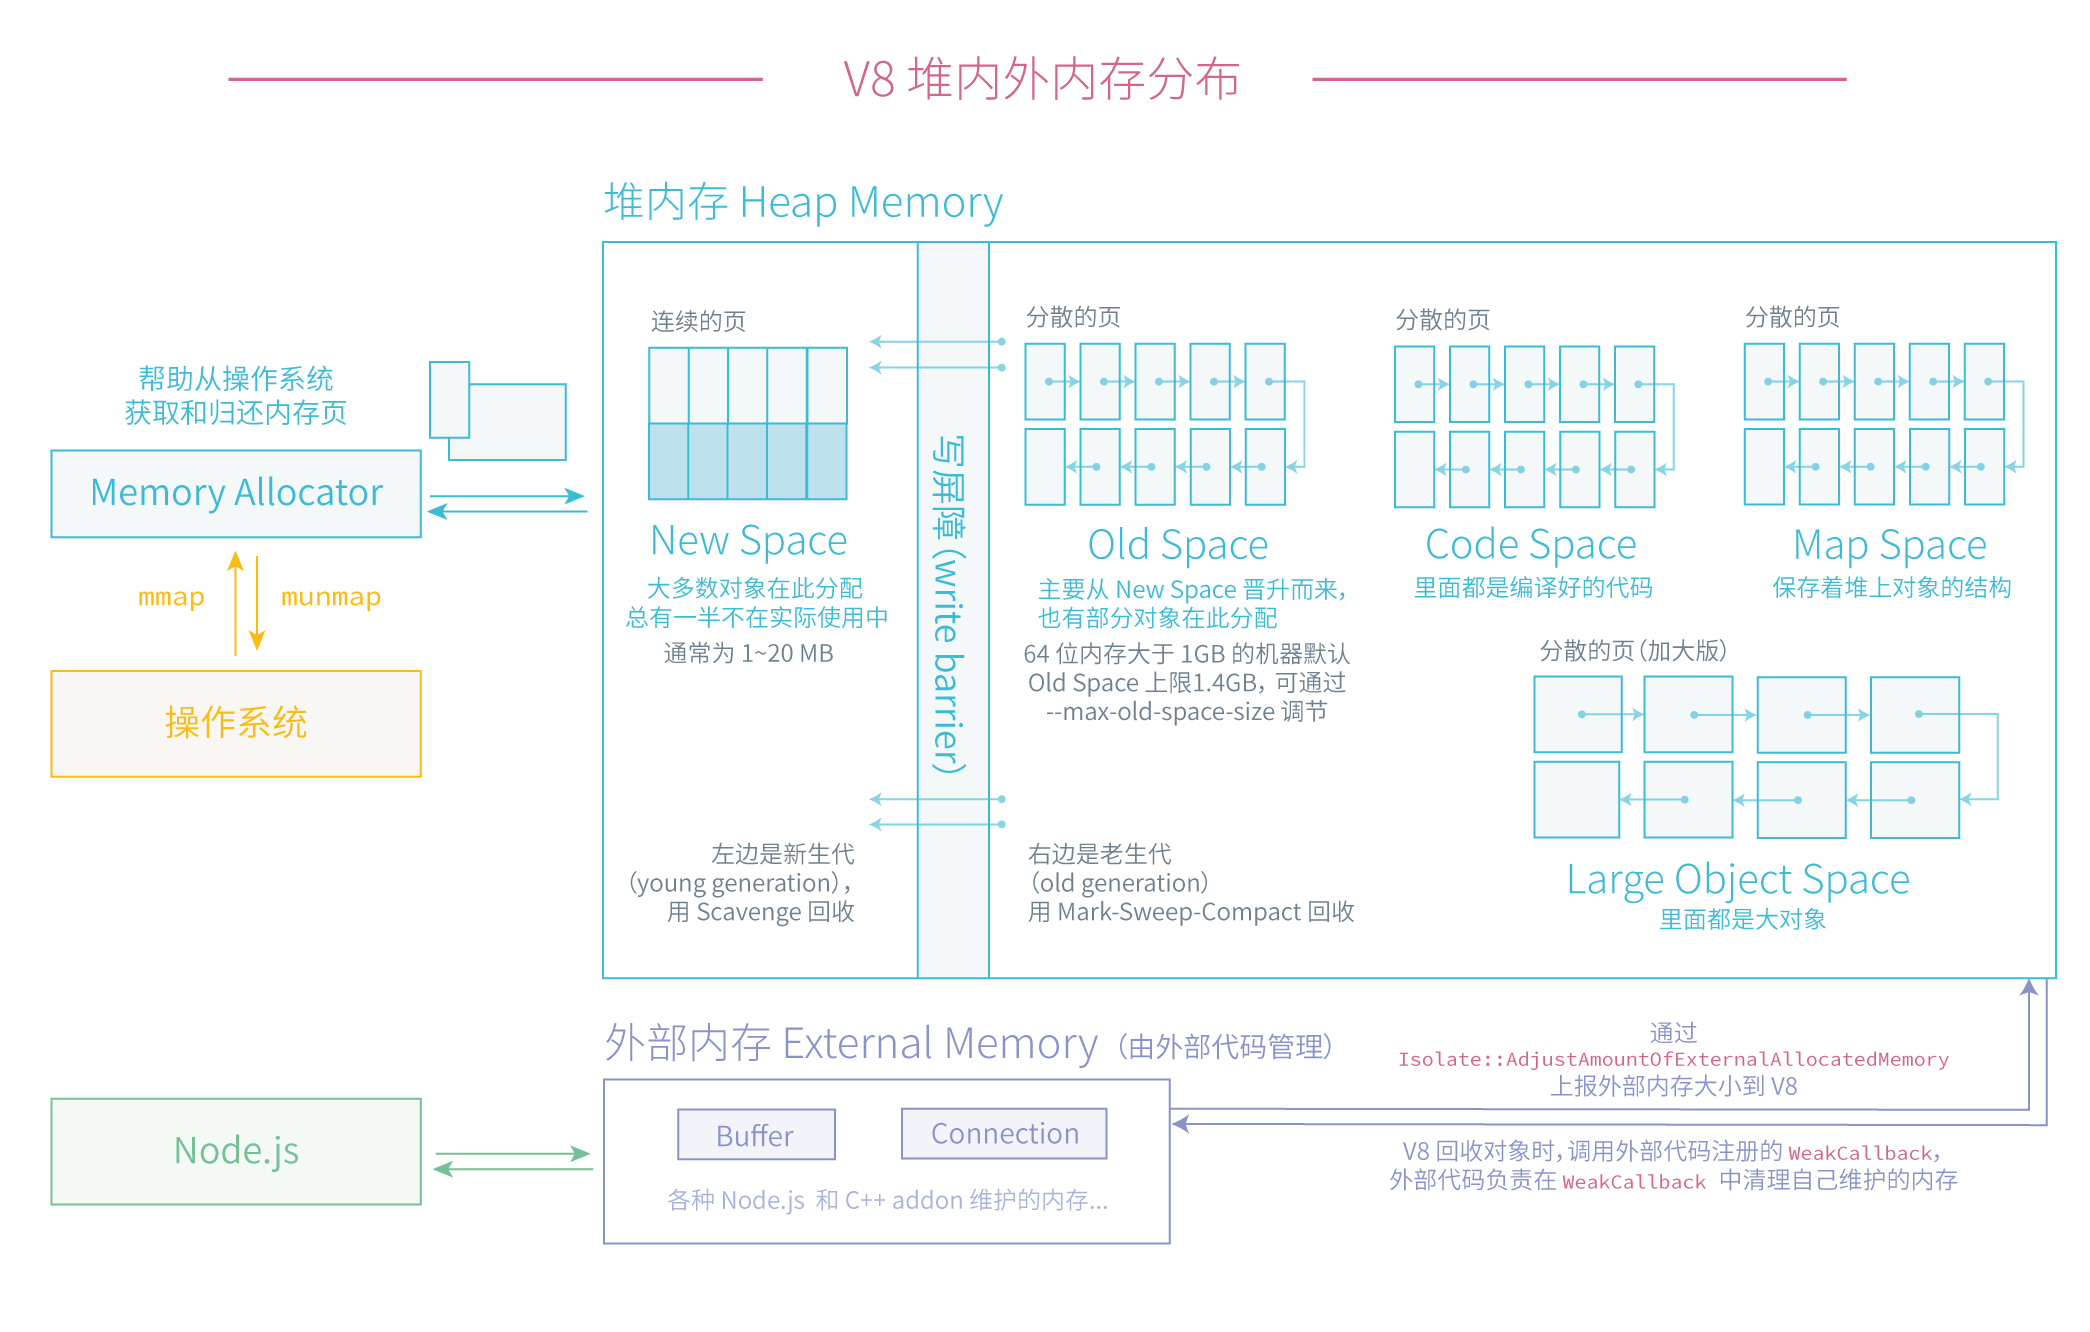 V8 堆内外内存分布
堆内存 Heap Memory
帮助从操作系统
获取和归还内存页
Memory Allocator
mmap
munmap
操作系统
连续的页
New Space
大多数对象在此分配
总有一半不在实际使用中
通常为 1~20 MB
左边是新生代
（young generation），
用 Scavenge 回收
写屏障（write barrier）
分散的页
Old Space
主要从 New Space 晋升而来，
也有部分对象在此分配
64 位内存大于 1GB 的机器默认
Old Space 上限1.4GB，可通过
--max-old-space-size 调节
右边是老生代
（old generation）
用 Mark-Sweep-Compact 回收
分散的页
Code Space
里面都是编译好的代码
分散的页
Map Space
保存着堆上对象的结构
分散的页（加大版）
Large Object Space
里面都是大对象
外部内存 External Memory（由外部代码管理）
Buffer
Connection
各种 Node.js 和 C++ addon 维护的内存...
Node.js
通过
Isolate::AdjustAmountOfExternalAllocatedMemory
上报外部内存大小到 V8
V8 回收对象时，调用外部代码注册的 WeakCallback，
外部代码负责在 WeakCallback 中清理自己维护的内存